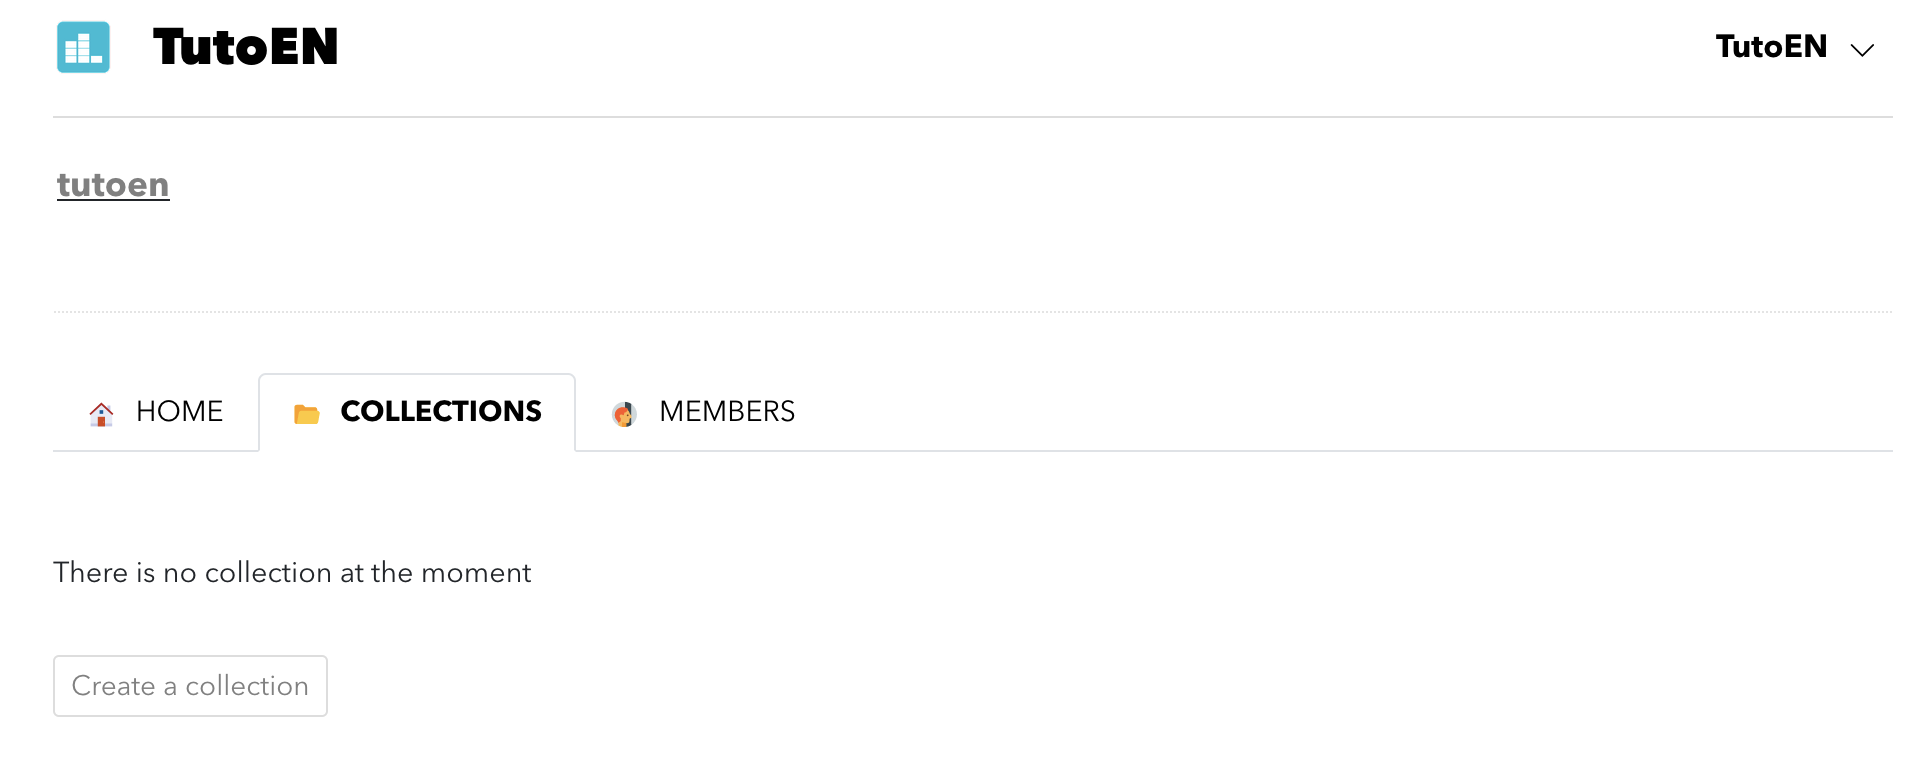 TutoEN
TutoEN
tutoen
HOME
COLLECTIONS
MEMBERS
There is no collection at the moment
Create a collection